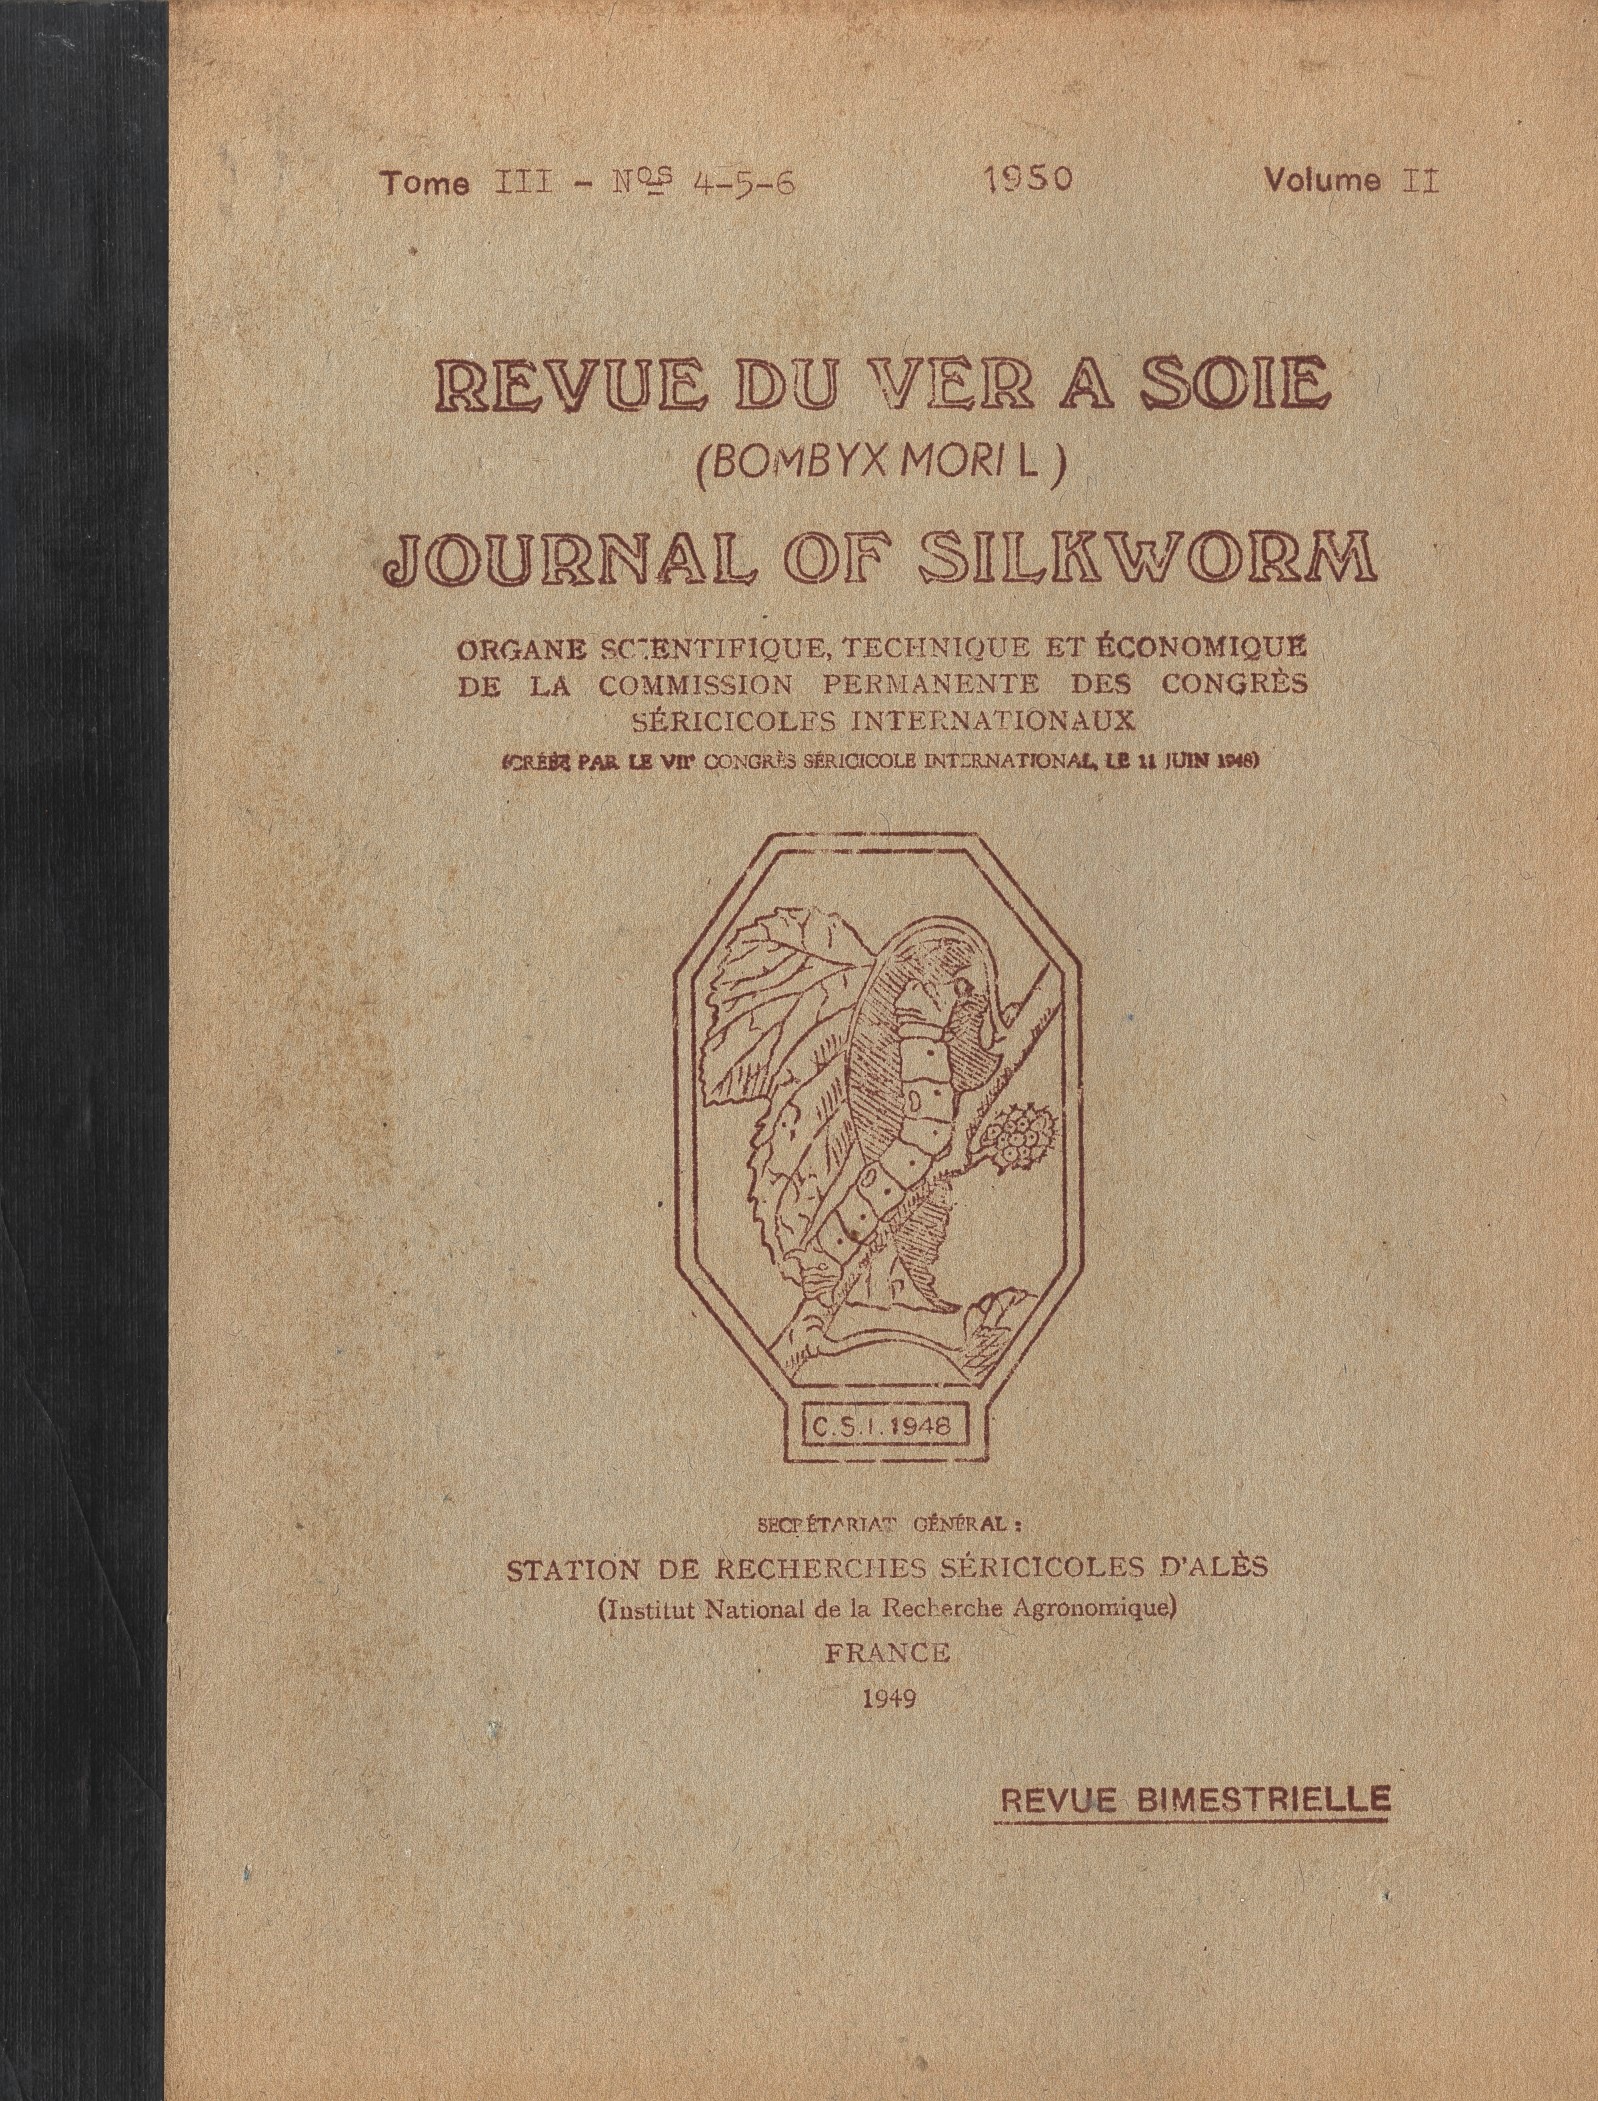 Tome III - Nos 4-5-6 1950 Volume II
REVUE DU VER A SOIE
(BOMBYX MORI L)
JOURNAL OF SILKWORM
ORGANE SCIENTIFIQUE, TECHNIQUE ET ÉCONOMIQUE
DE LA COMMISSION PERMANENTE DES CONGRÈS
SÉRICICOLES INTERNATIONAUX
(CRÉÉE PAR LE VIIe CONGRÈS SÉRICICOLE INTERNATIONAL, LE 11 JUIN 1948)
C.S.I. 1948
SECRÉTARIAT GÉNÉRAL :
STATION DE RECHERCHES SÉRICICOLES D'ALÈS
(Institut National de la Recherche Agronomique)
FRANCE
1949
REVUE BIMESTRIELLE